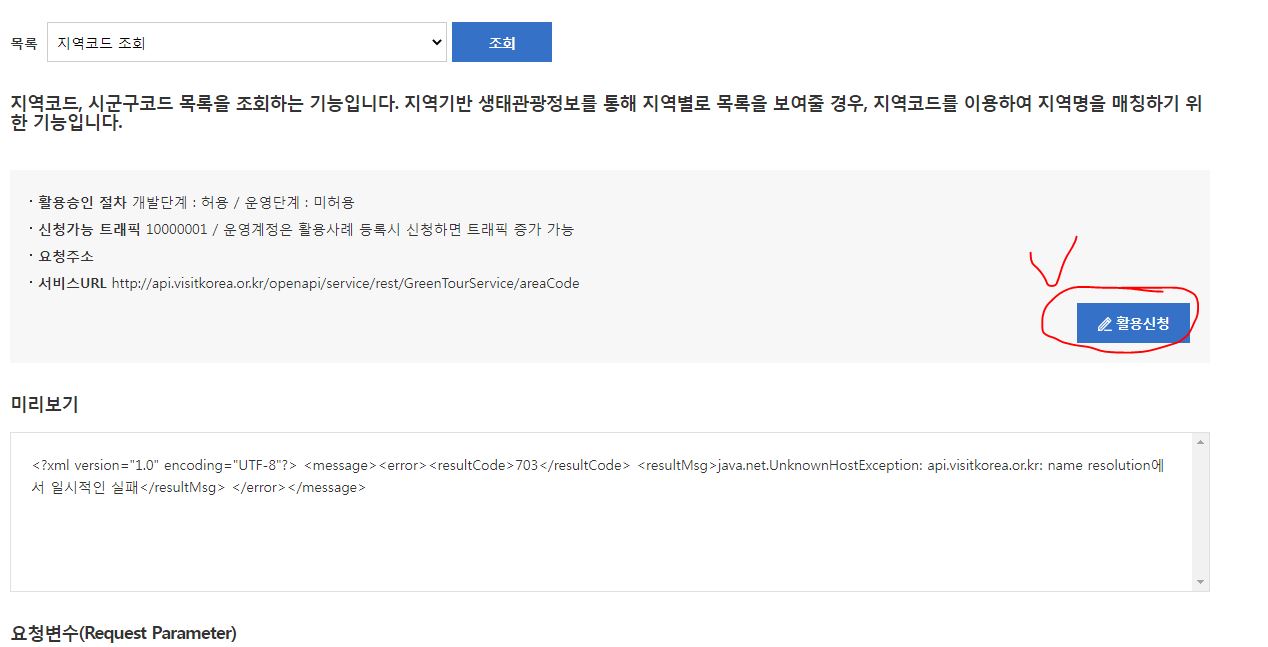 목록 지역코드 조회 조회
지역코드, 시군구코드 목록을 조회하는 기능입니다. 지역기반 생태관광정보를 통해 지역별로 목록을 보여줄 경우, 지역코드를 이용하여 지역명을 매칭하기 위
한 기능입니다.
· 활용승인 절차 개발단계 : 허용 / 운영단계 : 미허용
· 신청가능 트래픽 10000001 / 운영계정은 활용사례 등록시 신청하면 트래픽 증가 가능
· 요청주소
· 서비스URL http://api.visitkorea.or.kr/openapi/service/rest/GreenTourService/areaCode
활용신청
미리보기
<?xml version="1.0" encoding="UTF-8"?> <message><error><resultCode>703</resultCode> <resultMsg>java.net.UnknownHostException: api.visitkorea.or.kr: name resolution에
서 일시적인 실패</resultMsg> </error></message>
요청변수(Request Parameter)